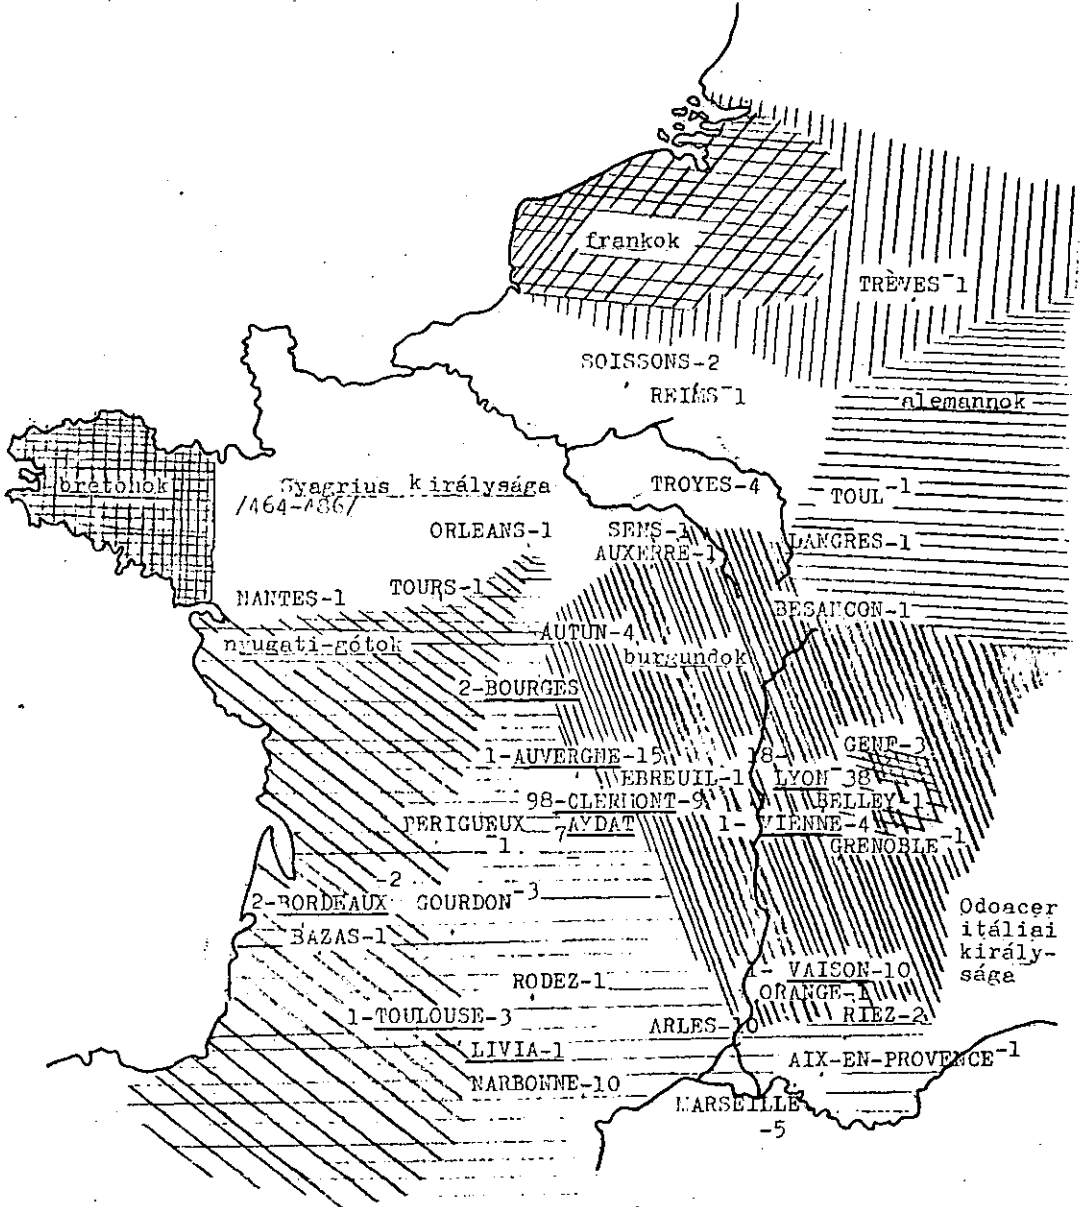 frankok
TRÈVES-1
SOISSONS-2
REIMS-1
alemannok
bretonok
Syagrius királysága
/464-486/
TROYES-4
TOUL-1
ORLEANS-1
SENS-1
LANGRES-1
AUXERRE-1
TOURS-1
NANTES-1
BESANCON-1
AUTUN-4
nyugati-gótok
burgundok
2-BOURGES
GENF-3
1-AUVERGNE-15
18-
LYON-38
EBREUIL-1
98-CLERMONT-9
BELLEY-1
PERIGUEUX
-1
7-AYDAT
1-VIENNE-4
GRENOBLE-1
2-BORDEAUX-2
GOURDON-3
Odoacer
itáliai
király-
sága
BAZAS-1
1-VAISON-10
RODEZ-1
ORANGE-1
1-TOULOUSE-3
ARLES-10
RIEZ-2
LIVIA-1
AIX-EN-PROVENCE-1
NARBONNE-10
MARSEILLE
-5